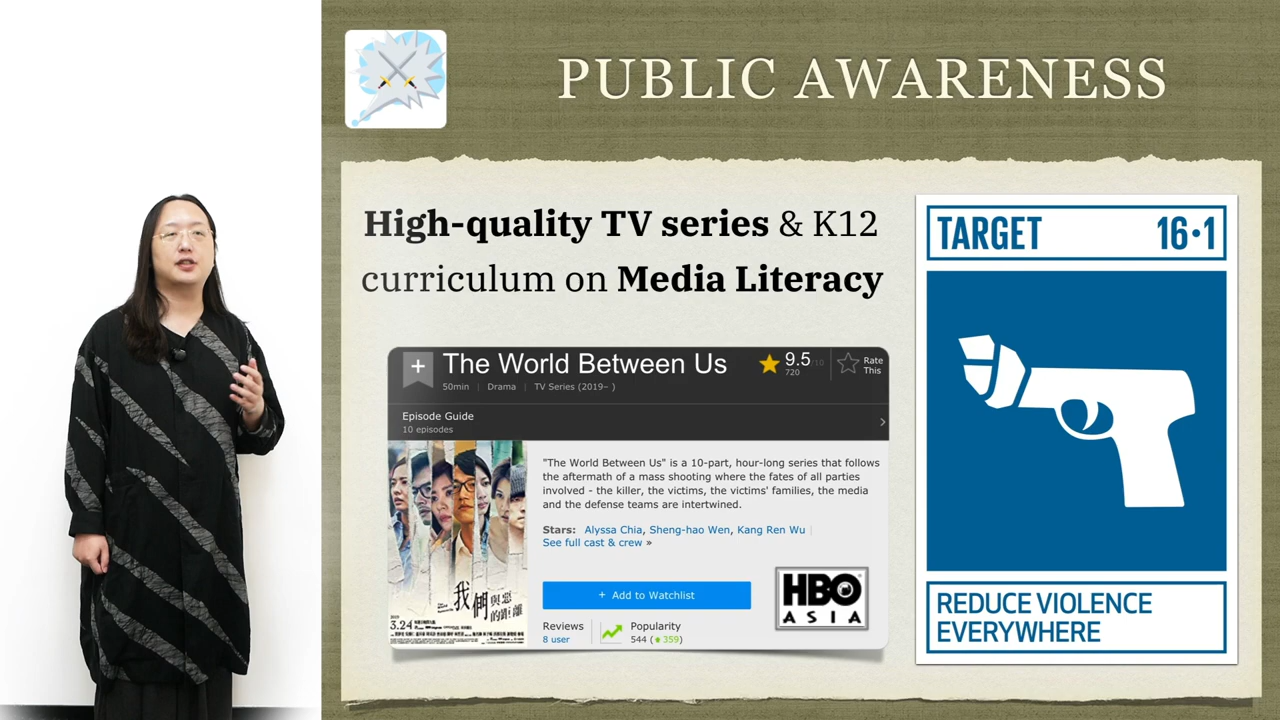 PUBLIC AWARENESS
High-quality TV series & K12
curriculum on Media Literacy
The World Between Us
9.5/10
720
Rate
This
50min | Drama | TV Series (2019– )
Episode Guide
10 episodes
"The World Between Us" is a 10-part, hour-long series that follows
the aftermath of a mass shooting where the fates of all parties
involved - the killer, the victims, the victims' families, the media
and the defense teams are intertwined.
Stars: Alyssa Chia, Sheng-hao Wen, Kang Ren Wu |
See full cast & crew »
+ Add to Watchlist
Reviews
8 user
Popularity
544 (359)
HBO
ASIA
我們與惡的距離
2019
3.24
TARGET 16•1
REDUCE VIOLENCE
EVERYWHERE